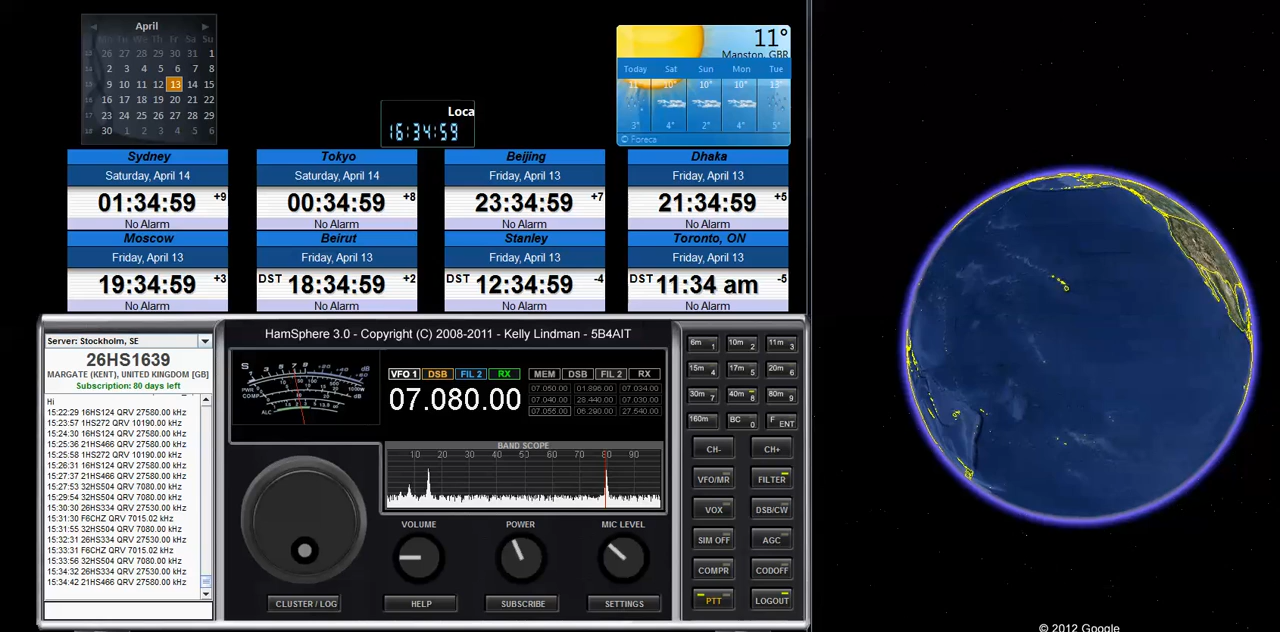 April
26 27 28 29 30 31 1
2 3 4 5 6 7 8
9 10 11 12 13 14 15
16 17 18 19 20 21 22
23 24 25 26 27 28 29
30 1 2 3 4 5 6
Loca
16:34:59
11°
Manston, GBR
Today Sat Sun Mon Tue
11° 10° 10° 10° 13°
3° 4° 2° 4° 5°
© Foreca
Sydney
Saturday, April 14
01:34:59 +9
No Alarm
Tokyo
Saturday, April 14
00:34:59 +8
No Alarm
Beijing
Friday, April 13
23:34:59 +7
No Alarm
Dhaka
Friday, April 13
21:34:59 +5
No Alarm
Moscow
Friday, April 13
19:34:59 +3
No Alarm
Beirut
Friday, April 13
DST 18:34:59 +2
No Alarm
Stanley
Friday, April 13
DST 12:34:59 -4
No Alarm
Toronto, ON
Friday, April 13
DST 11:34 am -5
No Alarm
HamSphere 3.0 - Copyright (C) 2008-2011 - Kelly Lindman - 5B4AIT
Server: Stockholm, SE
26HS1639
MARGATE (KENT), UNITED KINGDOM [GB]
Subscription: 80 days left
Hi
15:22:29 16HS124 QRV 27580.00 kHz
15:23:57 1HS272 QRV 10190.00 kHz
15:24:30 16HS124 QRV 27580.00 kHz
15:25:36 21HS466 QRV 27580.00 kHz
15:25:58 1HS272 QRV 10190.00 kHz
15:26:31 16HS124 QRV 27580.00 kHz
15:27:37 21HS466 QRV 27580.00 kHz
15:27:53 32HS504 QRV 7080.00 kHz
15:29:54 32HS504 QRV 7080.00 kHz
15:30:30 26HS334 QRV 27530.00 kHz
15:31:30 F6CHZ QRV 7015.02 kHz
15:31:55 32HS504 QRV 7080.00 kHz
15:32:31 26HS334 QRV 27530.00 kHz
15:33:31 F6CHZ QRV 7015.02 kHz
15:33:56 32HS504 QRV 7080.00 kHz
15:34:32 26HS334 QRV 27530.00 kHz
15:34:42 21HS466 QRV 27580.00 kHz
S
PWR
COMP
ALC
VFO 1 DSB FIL 2 RX
07.080.00
MEM DSB FIL 2 RX
07.050.00 01.896.00 07.034.00
07.040.00 28.440.00 07.030.00
07.055.00 06.290.00 27.540.00
BAND SCOPE
10 20 30 40 50 60 70 80 90
VOLUME POWER MIC LEVEL
CLUSTER / LOG HELP SUBSCRIBE SETTINGS
6m 1 10m 2 11m 3
15m 4 17m 5 20m 6
30m 7 40m 8 80m 9
160m BC 0 F ENT
CH- CH+
VFO/MR FILTER
VOX DSB/CW
SIM OFF AGC
COMPR CODOFF
PTT LOGOUT
© 2012 Google